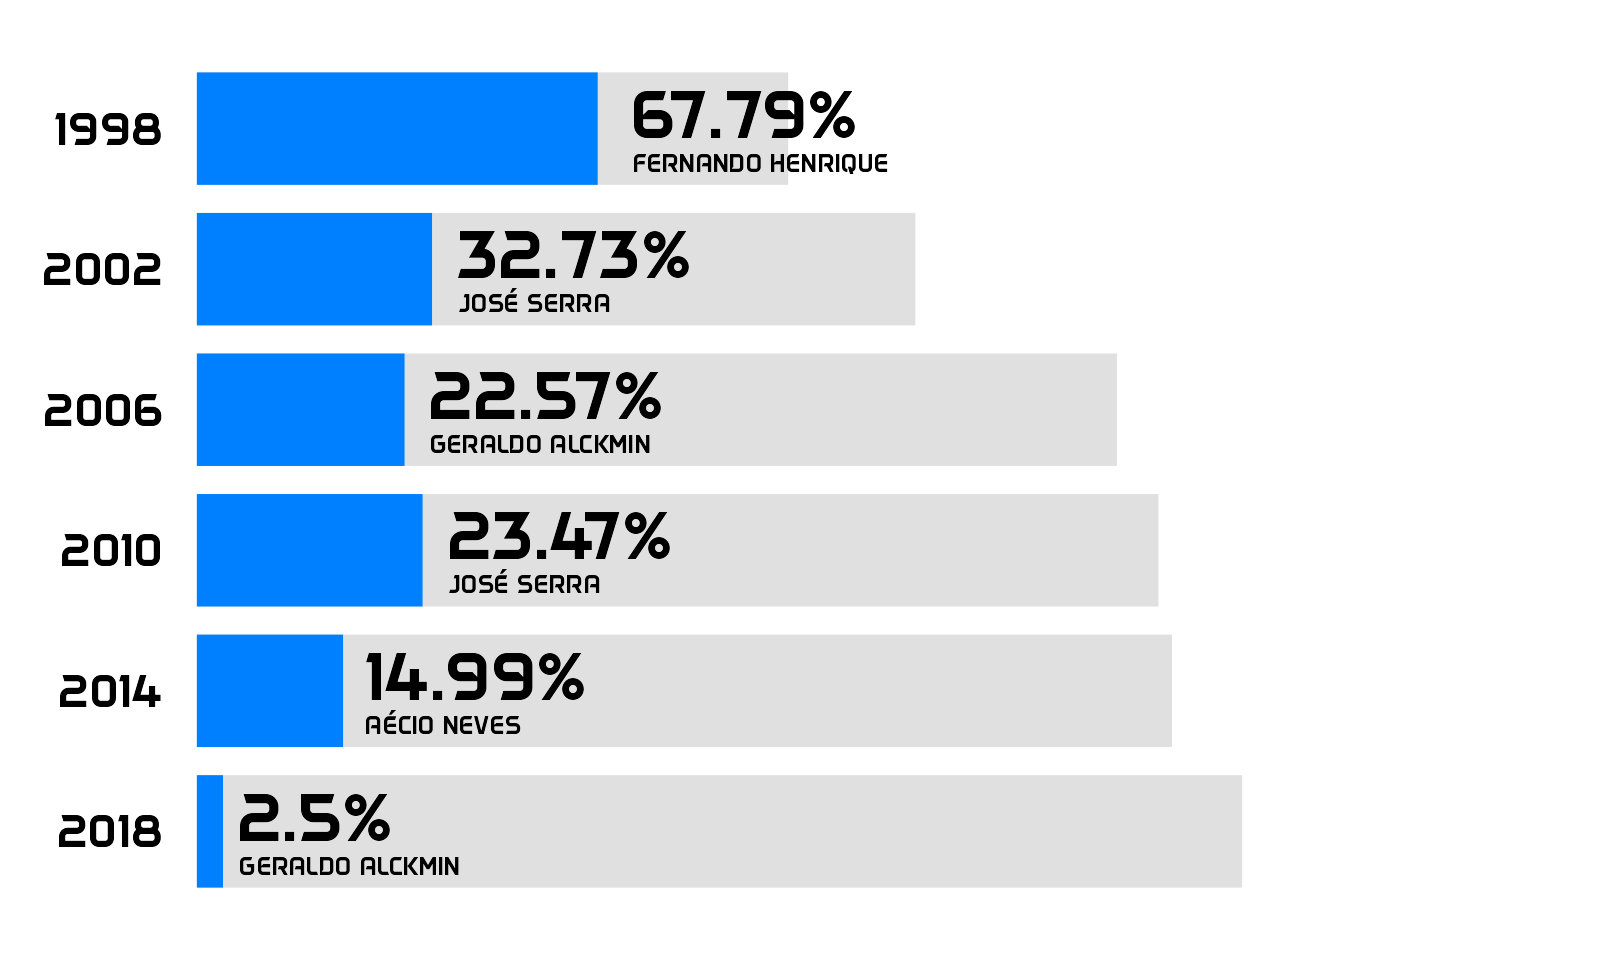 1998
67.79%
FERNANDO HENRIQUE
2002
32.73%
JOSÉ SERRA
2006
22.57%
GERALDO ALCKMIN
2010
23.47%
JOSÉ SERRA
2014
14.99%
AÉCIO NEVES
2018
2.5%
GERALDO ALCKMIN